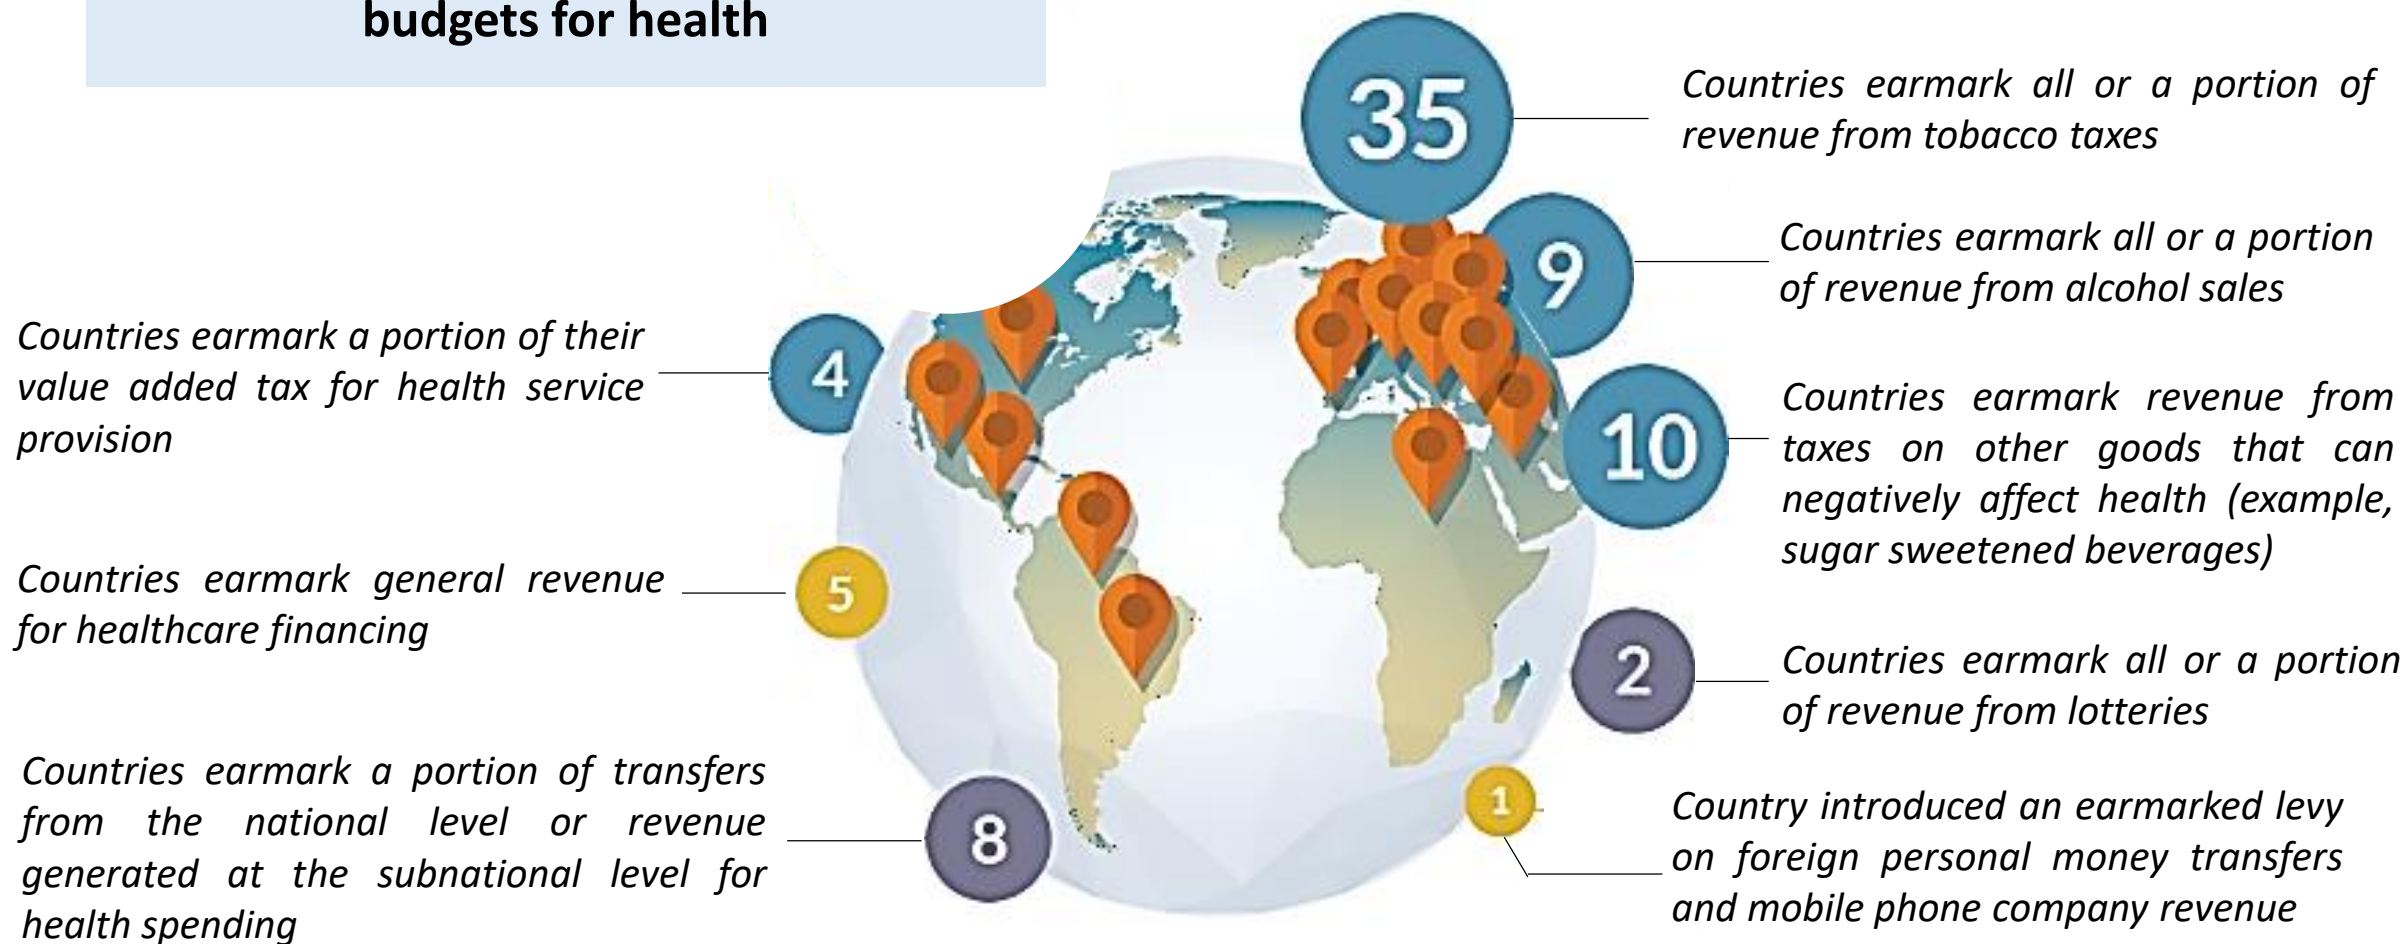 budgets for health
35
Countries earmark all or a portion of
revenue from tobacco taxes
9
Countries earmark all or a portion
of revenue from alcohol sales
4
Countries earmark a portion of their
value added tax for health service
provision
10
Countries earmark revenue from
taxes on other goods that can
negatively affect health (example,
sugar sweetened beverages)
5
Countries earmark general revenue
for healthcare financing
2
Countries earmark all or a portion
of revenue from lotteries
8
Countries earmark a portion of transfers
from the national level or revenue
generated at the subnational level for
health spending
1
Country introduced an earmarked levy
on foreign personal money transfers
and mobile phone company revenue